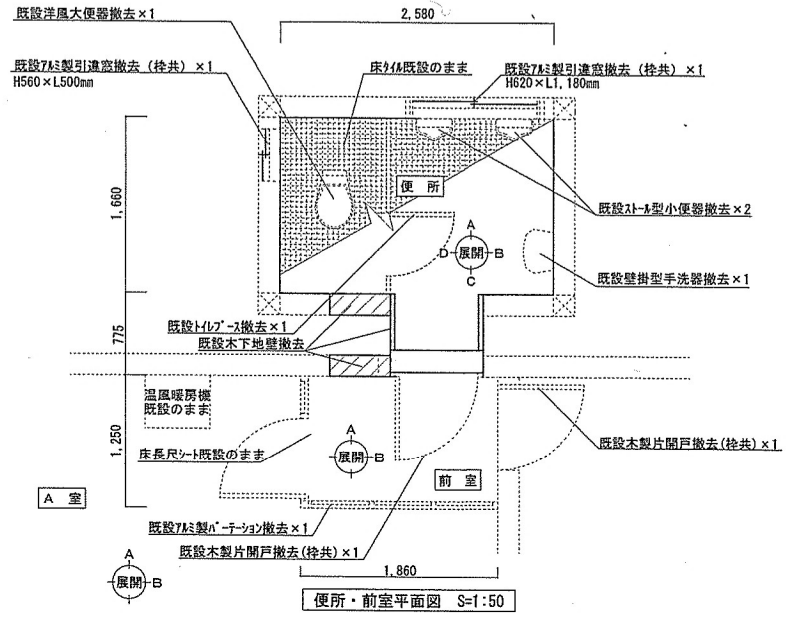 既設洋風大便器撤去×1
2,580
既設ｱﾙﾐ製引違窓撤去（枠共）×1
H560×L500mm
床ﾀｲﾙ既設のまま
既設ｱﾙﾐ製引違窓撤去（枠共）×1
H620×L1,180mm
1,660
便　所
既設ｽﾄｰﾙ型小便器撤去×2
A
D 展開 B
C
既設壁掛型手洗器撤去×1
既設ﾄｲﾚﾌﾞｰｽ撤去×1
775
既設木下地壁撤去
温風暖房機
既設のまま
1,250
床長尺ｼｰﾄ既設のまま
A
展開 B
既設木製片開戸撤去(枠共)×1
前　室
A　室
既設ｱﾙﾐ製ﾊﾟｰﾃｰｼｮﾝ撤去×1
既設木製片開戸撤去(枠共)×1
A
展開 B
1,860
便所・前室平面図　S=1:50